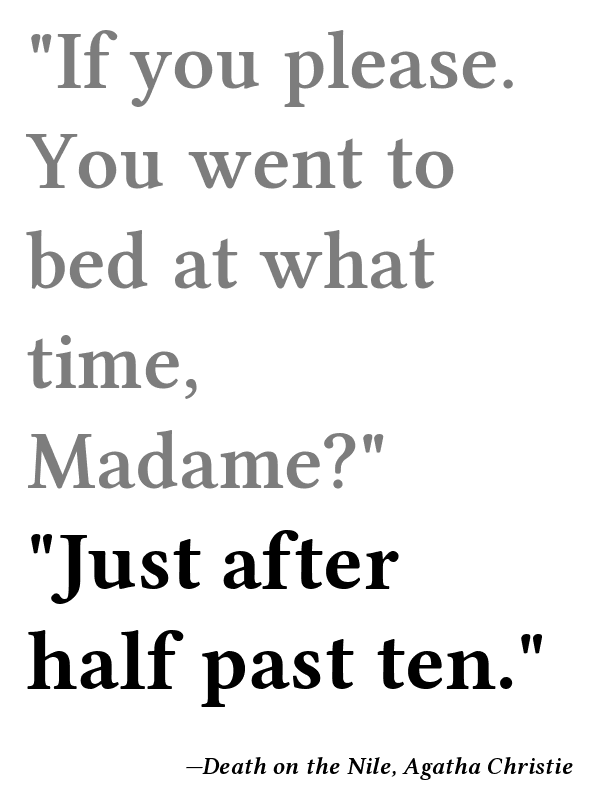 "If you please.
You went to
bed at what
time,
Madame?"
"Just after
half past ten."
—Death on the Nile, Agatha Christie